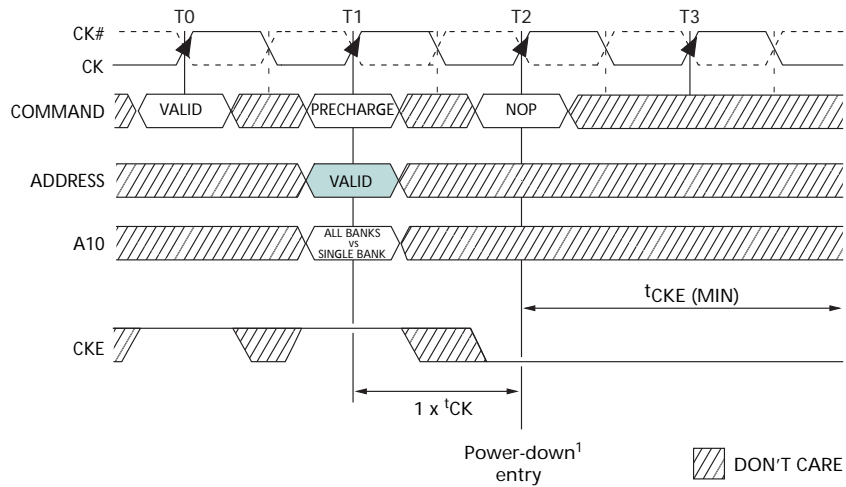 T0 T1 T2 T3
CK#
CK
COMMAND VALID PRECHARGE NOP
ADDRESS VALID
A10 ALL BANKS vs SINGLE BANK
tCKE (MIN)
CKE
1 x tCK
Power-down1
entry
DON'T CARE